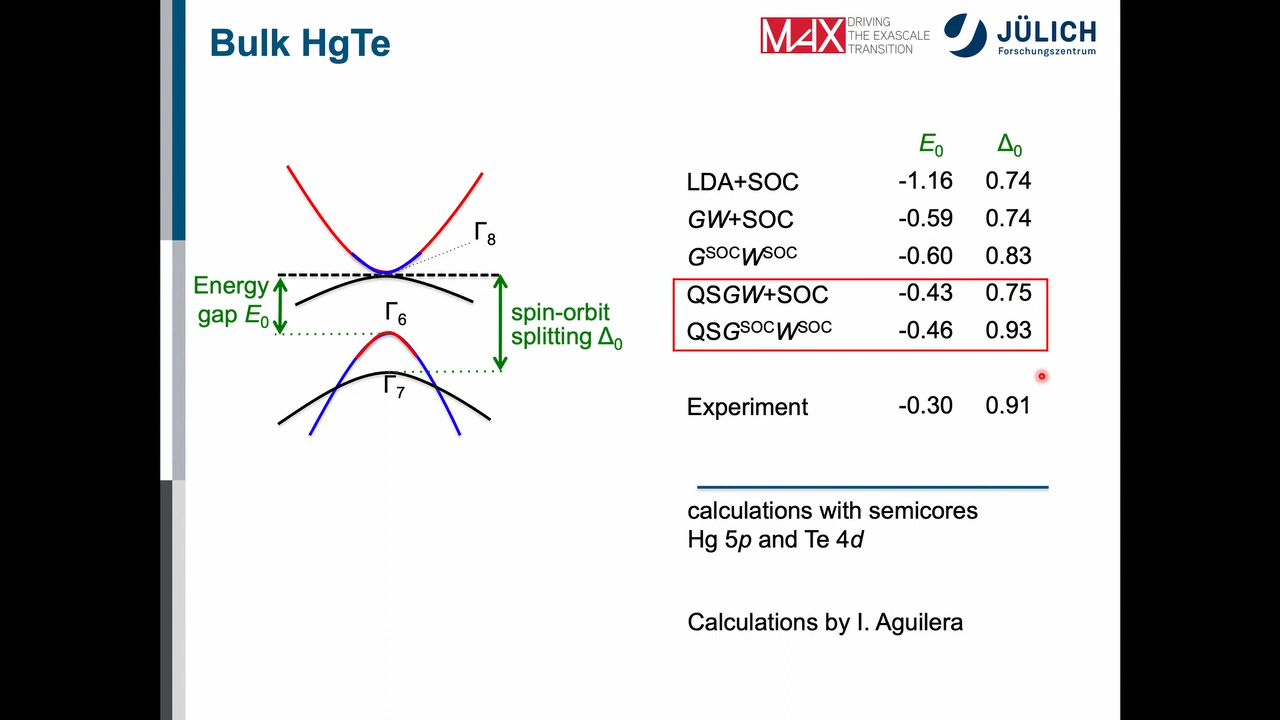 Bulk HgTe
MAX DRIVING
THE EXASCALE
TRANSITION
JÜLICH
Forschungszentrum
Γ8
Energy
gap E0
Γ6
spin-orbit
splitting Δ0
Γ7
E0 Δ0
LDA+SOC -1.16 0.74
GW+SOC -0.59 0.74
GSOCWSOC -0.60 0.83
QSGW+SOC -0.43 0.75
QSGSOCWSOC -0.46 0.93
Experiment -0.30 0.91
calculations with semicores
Hg 5p and Te 4d
Calculations by I. Aguilera